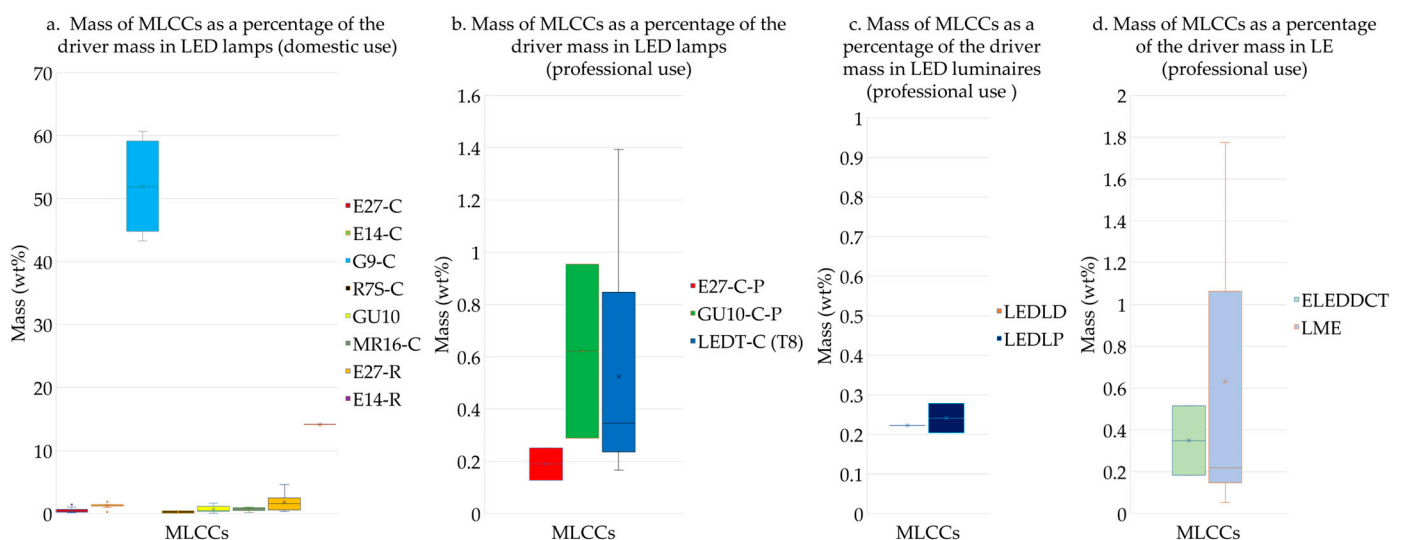 a. Mass of MLCCs as a percentage of the
driver mass in LED lamps (domestic use)
70
60
50
40
30
20
10
0
Mass (wt%)
MLCCs
E27-C
E14-C
G9-C
R7S-C
GU10
MR16-C
E27-R
E14-R
b. Mass of MLCCs as a percentage of the
driver mass in LED lamps
(professional use)
1.6
1.4
1.2
1
0.8
0.6
0.4
0.2
0
Mass (wt%)
MLCCs
E27-C-P
GU10-C-P
LEDT-C (T8)
c. Mass of MLCCs as a
percentage of the driver
mass in LED luminaires
(professional use )
1
0.9
0.8
0.7
0.6
0.5
0.4
0.3
0.2
0.1
0
Mass (wt%)
MLCCs
LEDLD
LEDLP
d. Mass of MLCCs as a percentage
of the driver mass in LE
(professional use)
2
1.8
1.6
1.4
1.2
1
0.8
0.6
0.4
0.2
0
Mass (wt%)
MLCCs
ELEDDCT
LME